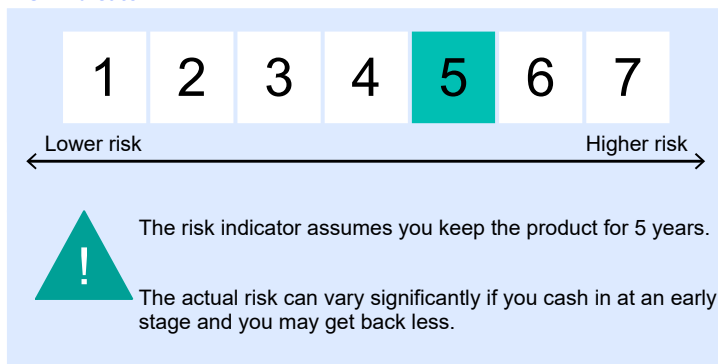 1 2 3 4 5 6 7
Lower risk Higher risk
!
The risk indicator assumes you keep the product for 5 years.
The actual risk can vary significantly if you cash in at an early
stage and you may get back less.